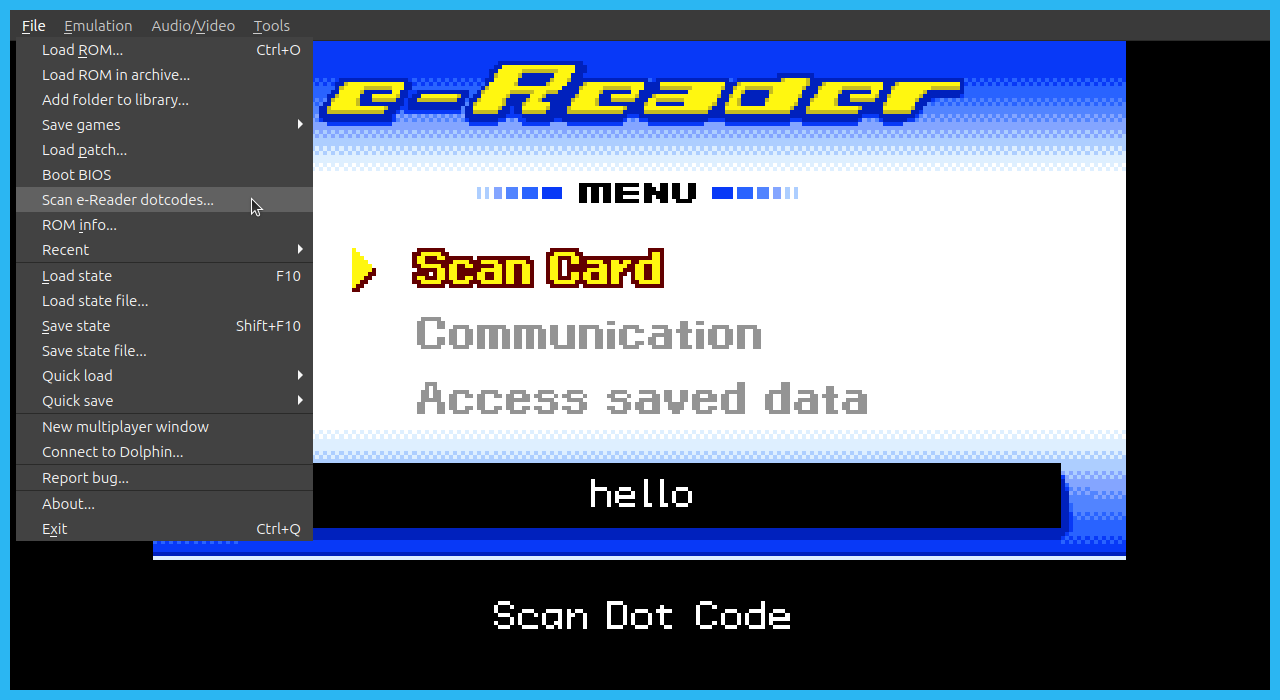 File Emulation Audio/Video Tools
Load ROM... Ctrl+O
Load ROM in archive...
Add folder to library...
Save games
Load patch...
Boot BIOS
Scan e-Reader dotcodes...
ROM info...
Recent
Load state F10
Load state file...
Save state Shift+F10
Save state file...
Quick load
Quick save
New multiplayer window
Connect to Dolphin...
Report bug...
About...
Exit Ctrl+Q
e-Reader
MENU
Scan Card
Communication
Access saved data
hello
Scan Dot Code